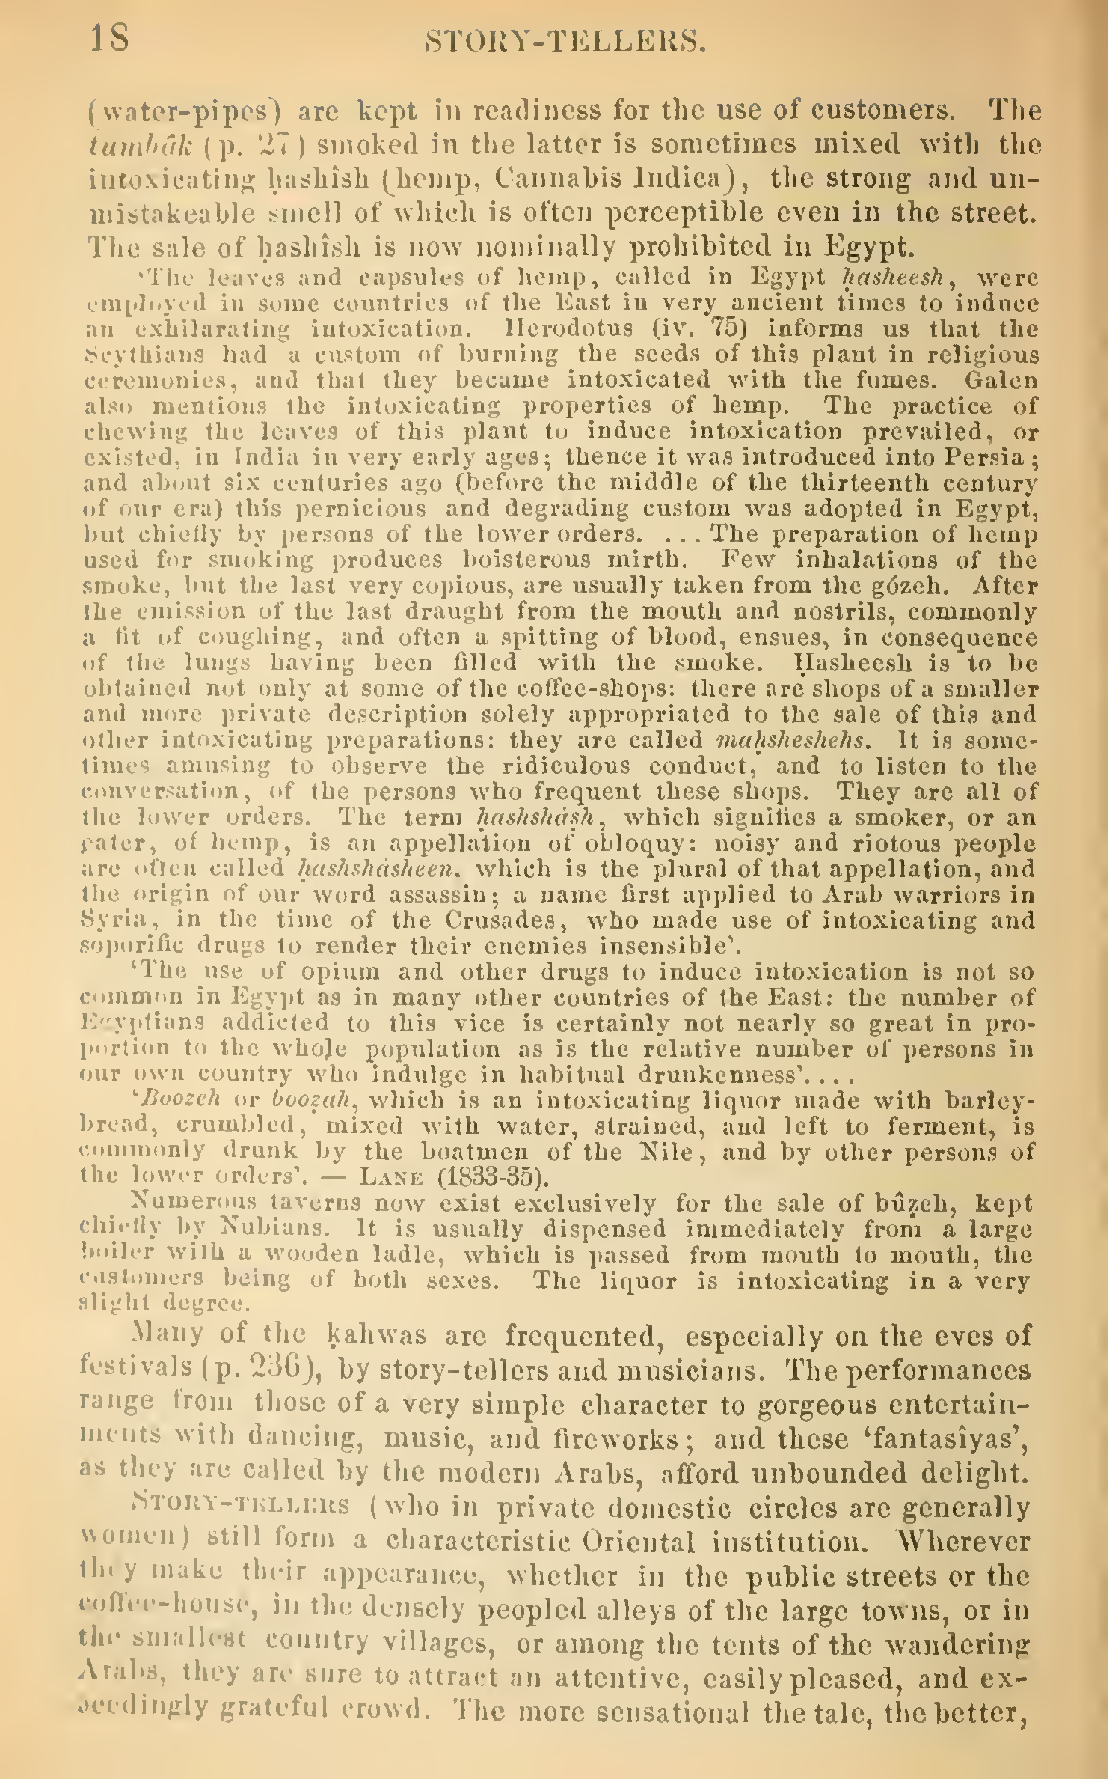 18 STORY-TELLERS.
(water-pipes) are kept in readiness for the use of customers. The
tumbâk (p. 27) smoked in the latter is sometimes mixed with the
intoxicating ḥashîsh (hemp, Cannabis Indica), the strong and un-
mistakeable smell of which is often perceptible even in the street.
The sale of ḥashîsh is now nominally prohibited in Egypt.
'The leaves and capsules of hemp, called in Egypt ḥasheesh, were
employed in some countries of the East in very ancient times to induce
an exhilarating intoxication. Herodotus (iv. 75) informs us that the
Scythians had a custom of burning the seeds of this plant in religious
ceremonies, and that they became intoxicated with the fumes. Galen
also mentions the intoxicating properties of hemp. The practice of
chewing the leaves of this plant to induce intoxication prevailed, or
existed, in India in very early ages; thence it was introduced into Persia;
and about six centuries ago (before the middle of the thirteenth century
of our era) this pernicious and degrading custom was adopted in Egypt,
but chiefly by persons of the lower orders. ... The preparation of hemp
used for smoking produces boisterous mirth. Few inhalations of the
smoke, but the last very copious, are usually taken from the gózeh. After
the emission of the last draught from the mouth and nostrils, commonly
a fit of coughing, and often a spitting of blood, ensues, in consequence
of the lungs having been filled with the smoke. Ḥasheesh is to be
obtained not only at some of the coffee-shops: there are shops of a smaller
and more private description solely appropriated to the sale of this and
other intoxicating preparations: they are called maḥsheshehs. It is some-
times amusing to observe the ridiculous conduct, and to listen to the
conversation, of the persons who frequent these shops. They are all of
the lower orders. The term ḥashshásh, which signifies a smoker, or an
eater, of hemp, is an appellation of obloquy: noisy and riotous people
are often called ḥashshásheen, which is the plural of that appellation, and
the origin of our word assassin; a name first applied to Arab warriors in
Syria, in the time of the Crusades, who made use of intoxicating and
soporific drugs to render their enemies insensible'.
'The use of opium and other drugs to induce intoxication is not so
common in Egypt as in many other countries of the East: the number of
Egyptians addicted to this vice is certainly not nearly so great in pro-
portion to the whole population as is the relative number of persons in
our own country who indulge in habitual drunkenness'....
'Boozeh or boozah, which is an intoxicating liquor made with barley-
bread, crumbled, mixed with water, strained, and left to ferment, is
commonly drunk by the boatmen of the Nile, and by other persons of
the lower orders'. — LANE (1833-35).
Numerous taverns now exist exclusively for the sale of bûẓeh, kept
chiefly by Nubians. It is usually dispensed immediately from a large
boiler with a wooden ladle, which is passed from mouth to mouth, the
customers being of both sexes. The liquor is intoxicating in a very
slight degree.
Many of the ḳahwas are frequented, especially on the eves of
festivals (p. 236), by story-tellers and musicians. The performances
range from those of a very simple character to gorgeous entertain-
ments with dancing, music, and fireworks; and these 'fantasîyas',
as they are called by the modern Arabs, afford unbounded delight.
STORY-TELLERS (who in private domestic circles are generally
women) still form a characteristic Oriental institution. Wherever
they make their appearance, whether in the public streets or the
coffee-house, in the densely peopled alleys of the large towns, or in
the smallest country villages, or among the tents of the wandering
Arabs, they are sure to attract an attentive, easily pleased, and ex-
ceedingly grateful crowd. The more sensational the tale, the better,